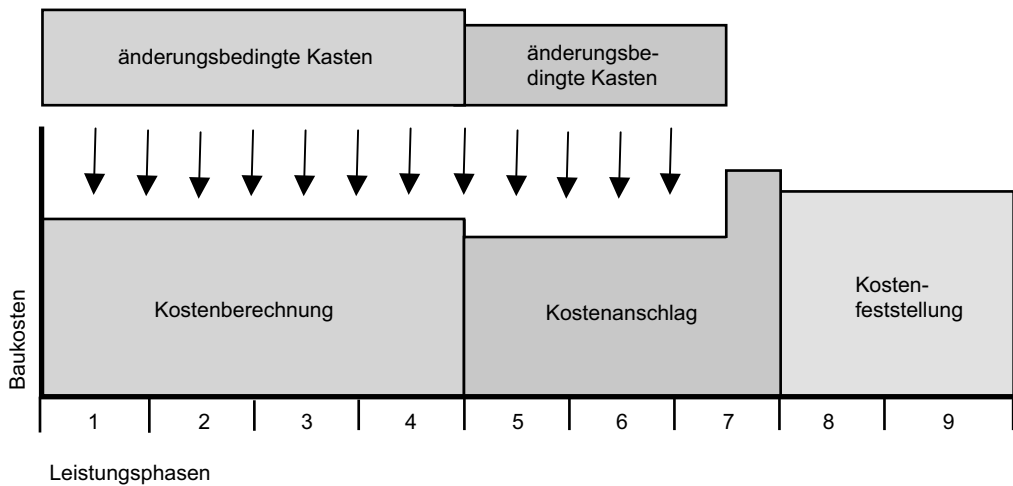 änderungsbedingte Kasten
änderungsbe-
dingte Kasten
Baukosten
Kostenberechnung
Kostenanschlag
Kosten-
feststellung
1 2 3 4 5 6 7 8 9
Leistungsphasen